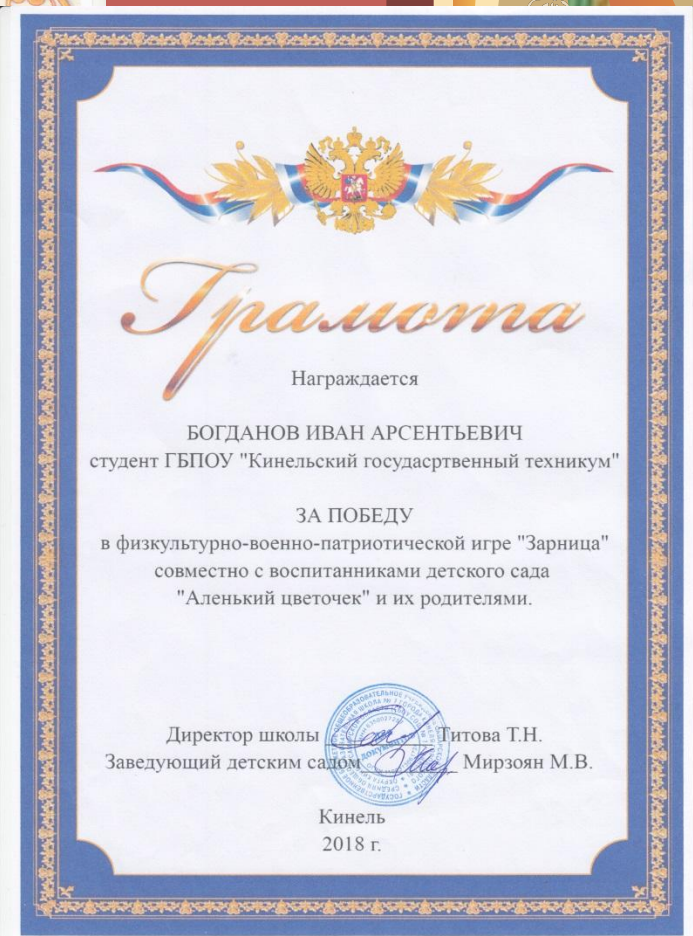 Грамота
Награждается
БОГДАНОВ ИВАН АРСЕНТЬЕВИЧ
студент ГБПОУ "Кинельский госудасртвенный техникум"
ЗА ПОБЕДУ
в физкультурно-военно-патриотической игре "Зарница"
совместно с воспитанниками детского сада
"Аленький цветочек" и их родителями.
Директор школы Титова Т.Н.
Заведующий детским садом Мирзоян М.В.
Кинель
2018 г.